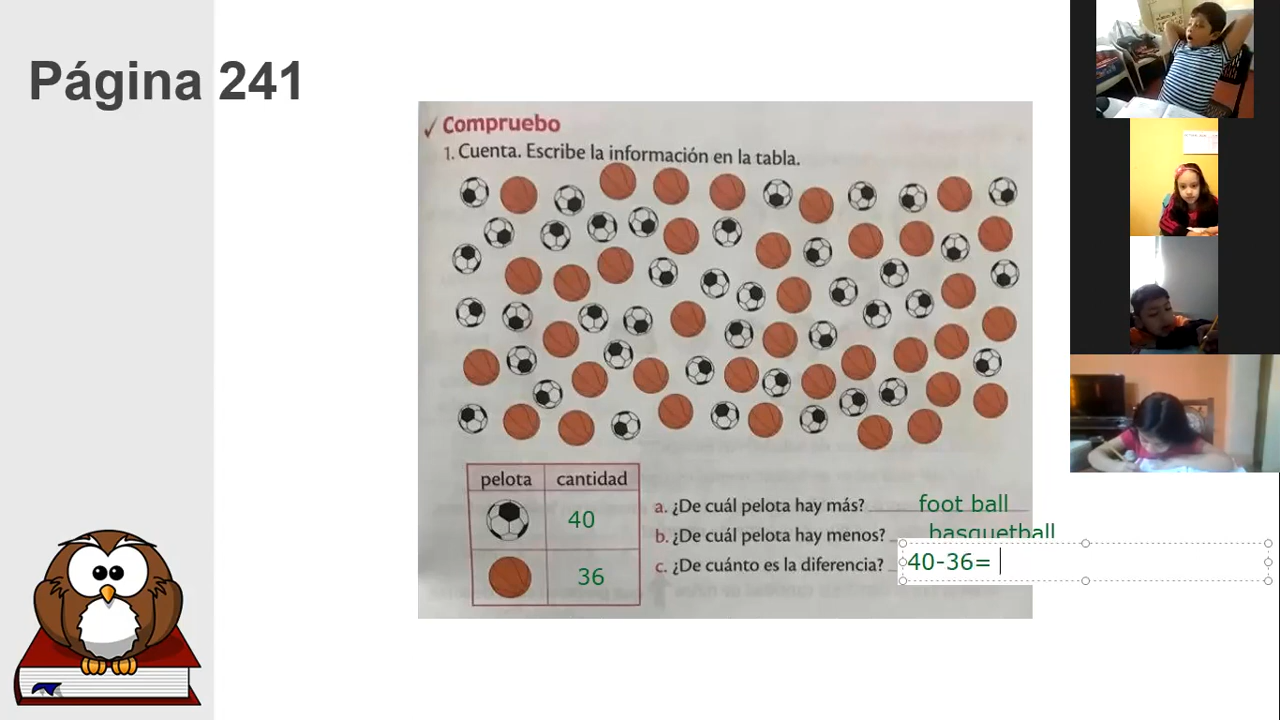 Página 241
Compruebo
1. Cuenta. Escribe la información en la tabla.
pelota cantidad
40
36
a. ¿De cuál pelota hay más? foot ball
b. ¿De cuál pelota hay menos? basquetball
c. ¿De cuánto es la diferencia? 40-36=